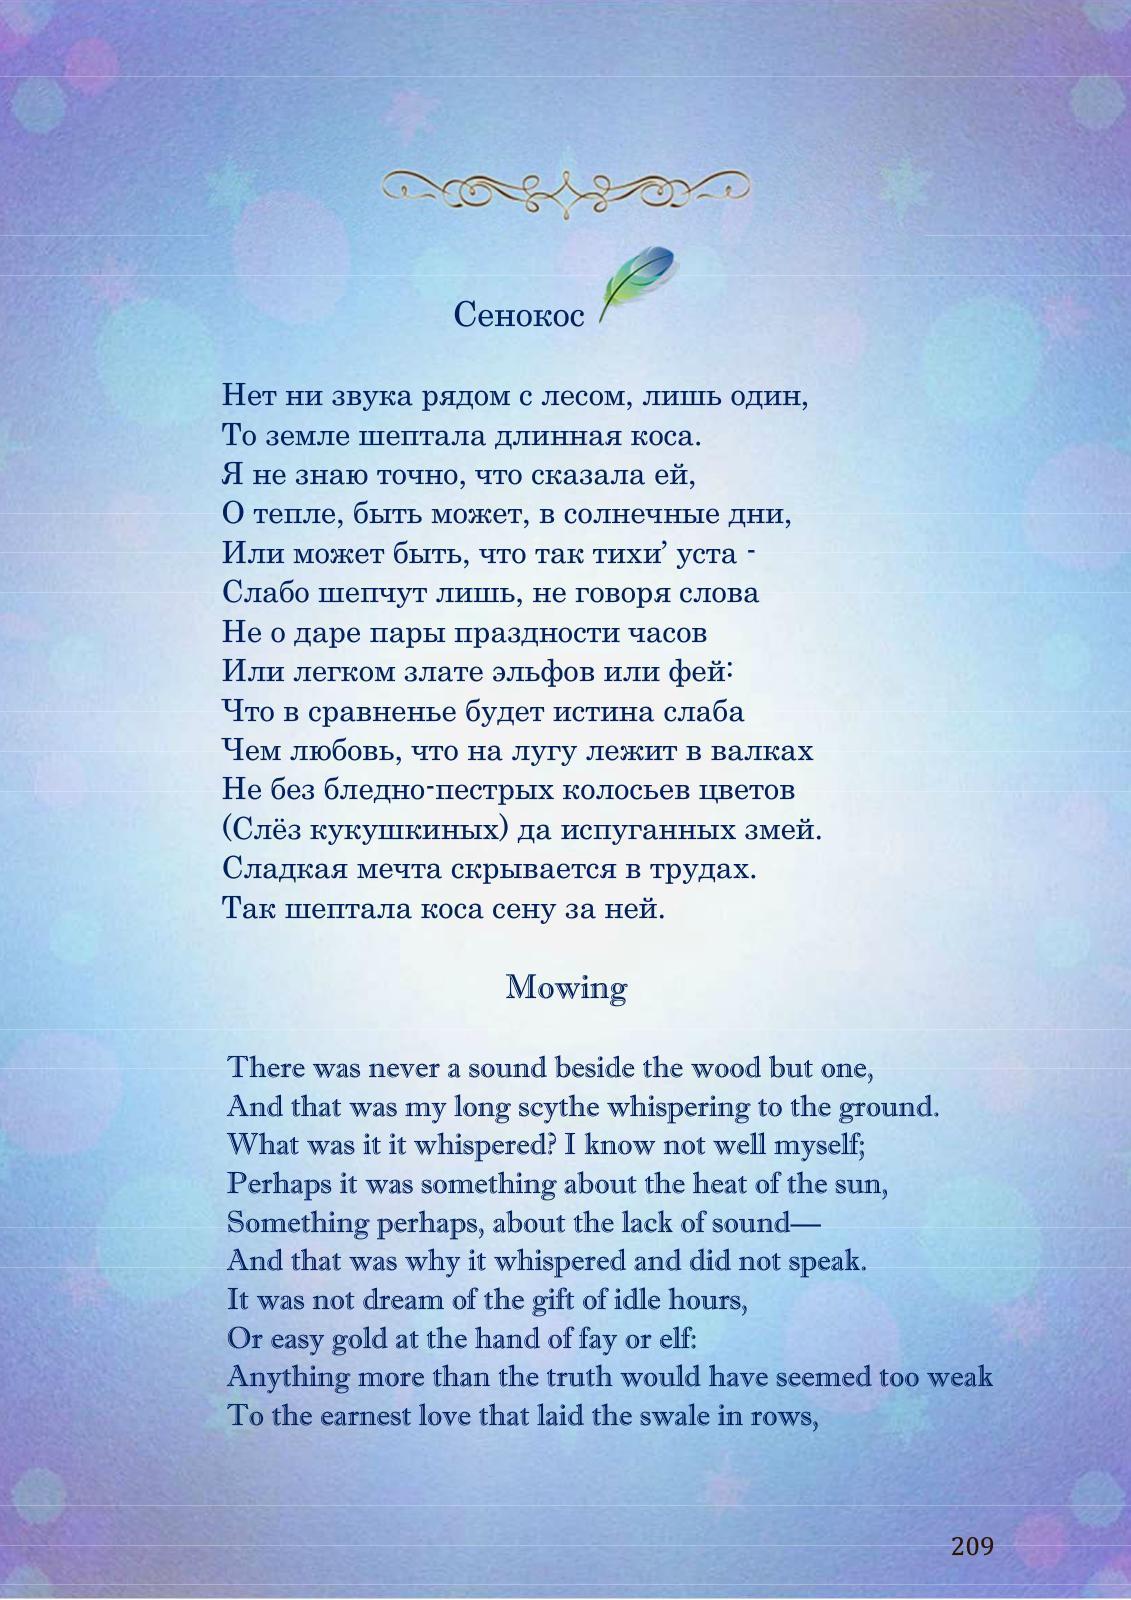 Сенокос
Нет ни звука рядом с лесом, лишь один,
То земле шептала длинная коса.
Я не знаю точно, что сказала ей,
О тепле, быть может, в солнечные дни,
Или может быть, что так тихи’ уста -
Слабо шепчут лишь, не говоря слова
Не о даре пары праздности часов
Или легком злате эльфов или фей:
Что в сравненье будет истина слаба
Чем любовь, что на лугу лежит в валках
Не без бледно-пестрых колосьев цветов
(Слёз кукушкиных) да испуганных змей.
Сладкая мечта скрывается в трудах.
Так шептала коса сену за ней.
Mowing
There was never a sound beside the wood but one,
And that was my long scythe whispering to the ground.
What was it it whispered? I know not well myself;
Perhaps it was something about the heat of the sun,
Something perhaps, about the lack of sound—
And that was why it whispered and did not speak.
It was not dream of the gift of idle hours,
Or easy gold at the hand of fay or elf:
Anything more than the truth would have seemed too weak
To the earnest love that laid the swale in rows,
209